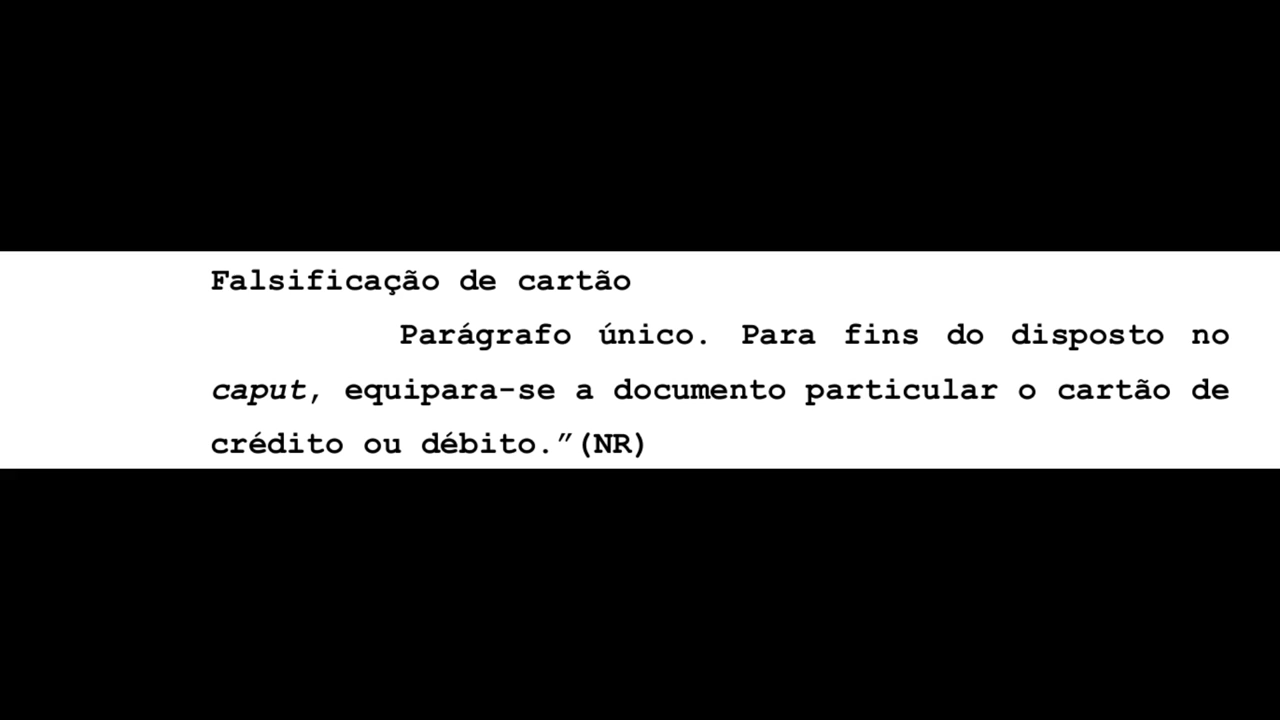 Falsificação de cartão
Parágrafo único. Para fins do disposto no
caput, equipara-se a documento particular o cartão de
crédito ou débito.”(NR)